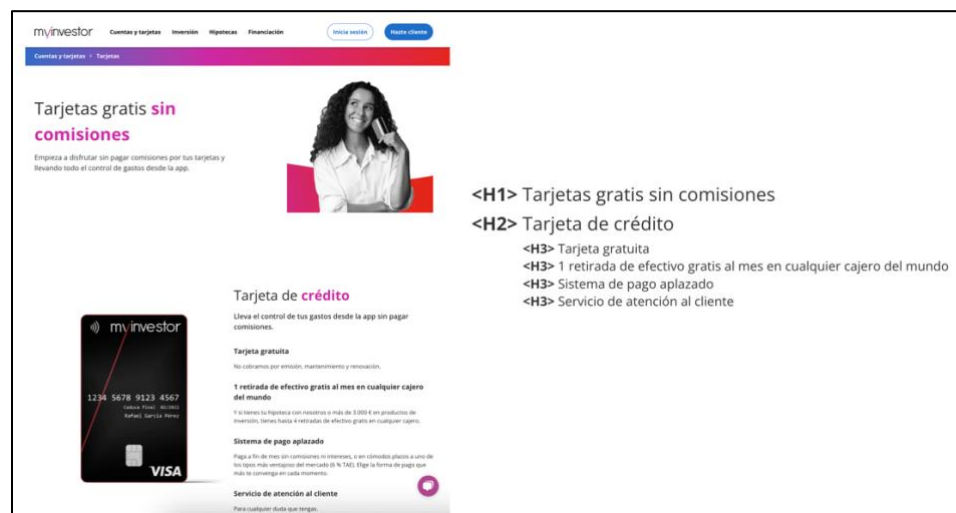 myinvestor Cuentas y tarjetas Inversión Hipotecas Financiación Inicia sesión Hazte cliente
Cuentas y tarjetas > Tarjetas
Tarjetas gratis sin
comisiones
Empieza a disfrutar sin pagar comisiones por tus tarjetas y
llevando todo el control de gastos desde la app.
Tarjeta de crédito
Lleva el control de tus gastos desde la app sin pagar
comisiones.
Tarjeta gratuita
No cobramos por emisión, mantenimiento y renovación.
1 retirada de efectivo gratis al mes en cualquier cajero
del mundo
Y si tienes tu hipoteca con nosotros o más de 3.000 € en productos de
inversión, tienes hasta 4 retiradas de efectivo gratis en cualquier cajero.
Sistema de pago aplazado
Paga a fin de mes sin comisiones ni intereses, o en cómodos plazos a uno de
los tipos más ventajoso del mercado (6 % TAE). Elige la forma de pago que
más te convenga en cada momento.
Servicio de atención al cliente
Para cualquier duda que tengas.
myinvestor
1234 5678 9123 4567
Caduca Final
Rafael García Pérez
VISA
<H1> Tarjetas gratis sin comisiones
<H2> Tarjeta de crédito
<H3> Tarjeta gratuita
<H3> 1 retirada de efectivo gratis al mes en cualquier cajero del mundo
<H3> Sistema de pago aplazado
<H3> Servicio de atención al cliente